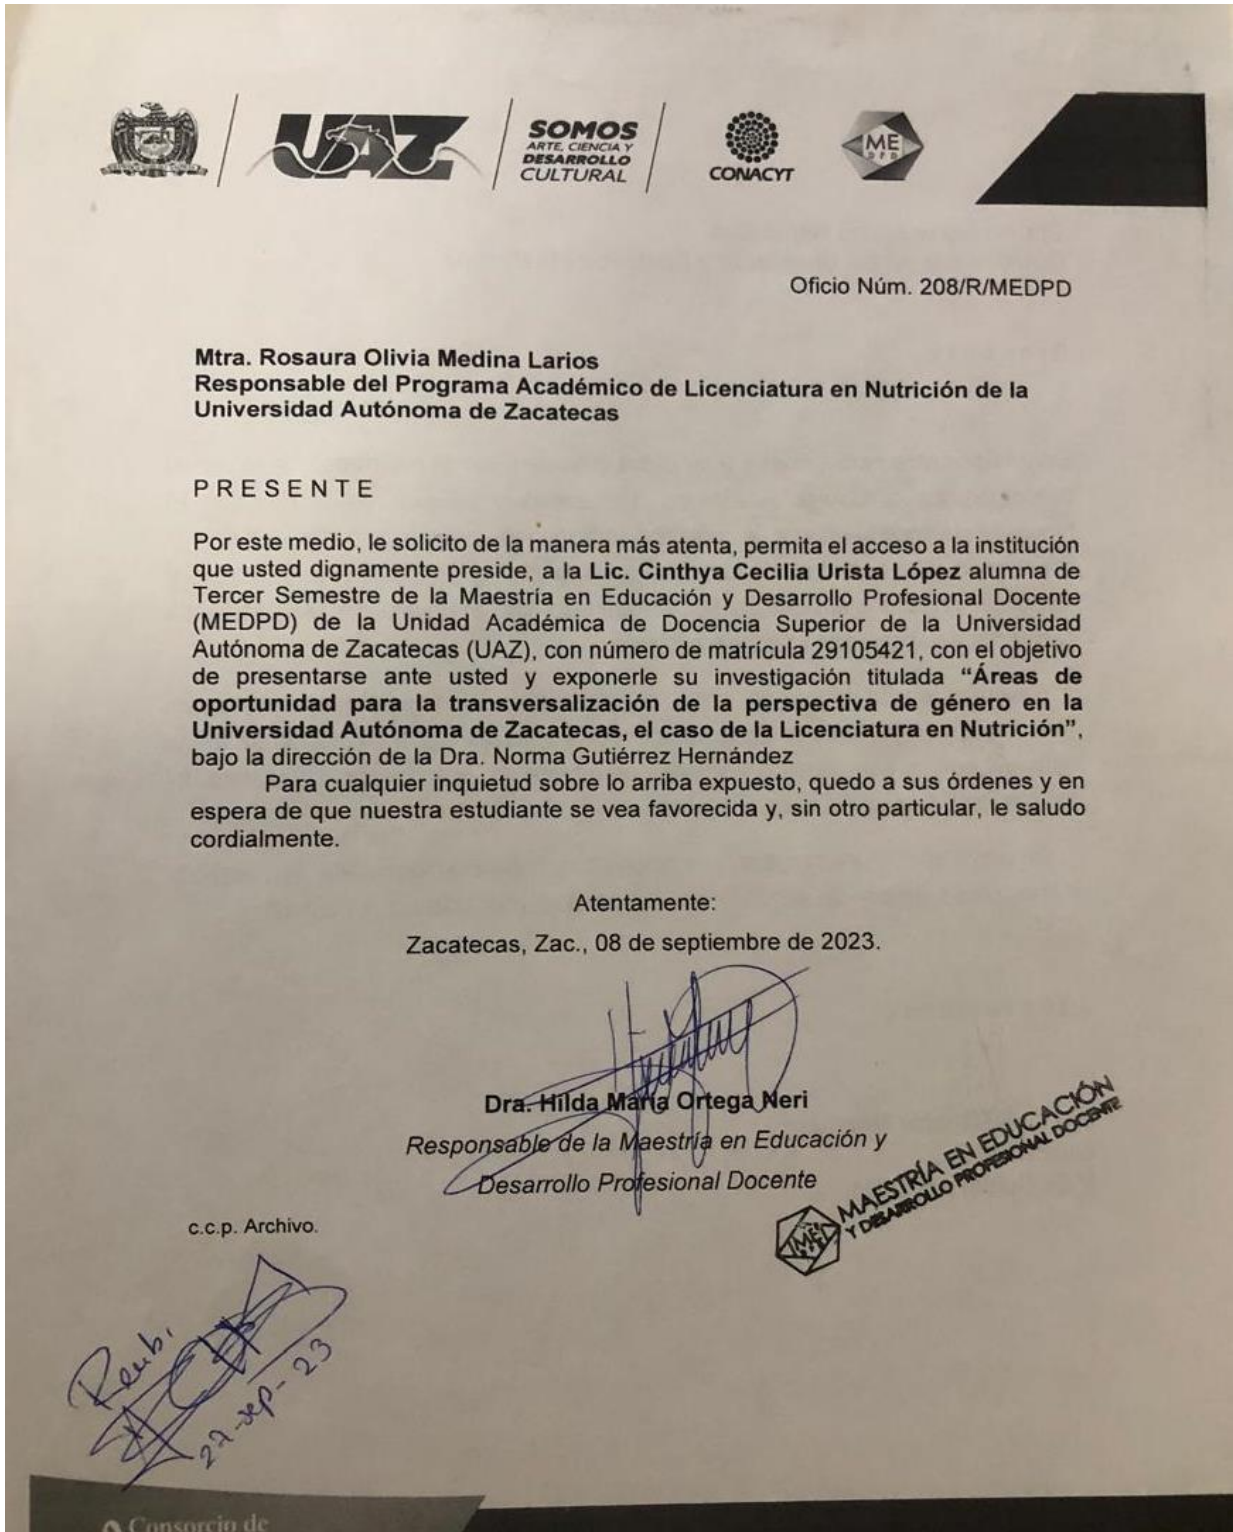 UAZ
SOMOS
ARTE, CIENCIA Y
DESARROLLO
CULTURAL
CONACYT
ME
DPD
Oficio Núm. 208/R/MEDPD
Mtra. Rosaura Olivia Medina Larios
Responsable del Programa Académico de Licenciatura en Nutrición de la
Universidad Autónoma de Zacatecas
P R E S E N T E
Por este medio, le solicito de la manera más atenta, permita el acceso a la institución
que usted dignamente preside, a la Lic. Cinthya Cecilia Urista López alumna de
Tercer Semestre de la Maestría en Educación y Desarrollo Profesional Docente
(MEDPD) de la Unidad Académica de Docencia Superior de la Universidad
Autónoma de Zacatecas (UAZ), con número de matrícula 29105421, con el objetivo
de presentarse ante usted y exponerle su investigación titulada “Áreas de
oportunidad para la transversalización de la perspectiva de género en la
Universidad Autónoma de Zacatecas, el caso de la Licenciatura en Nutrición”,
bajo la dirección de la Dra. Norma Gutiérrez Hernández
Para cualquier inquietud sobre lo arriba expuesto, quedo a sus órdenes y en
espera de que nuestra estudiante se vea favorecida y, sin otro particular, le saludo
cordialmente.
Atentamente:
Zacatecas, Zac., 08 de septiembre de 2023.
Dra. Hilda María Ortega Neri
Responsable de la Maestría en Educación y
Desarrollo Profesional Docente
MAESTRÍA EN EDUCACIÓN
Y DESARROLLO PROFESIONAL DOCENTE
c.c.p. Archivo.
27-sep-23
Consorcio de